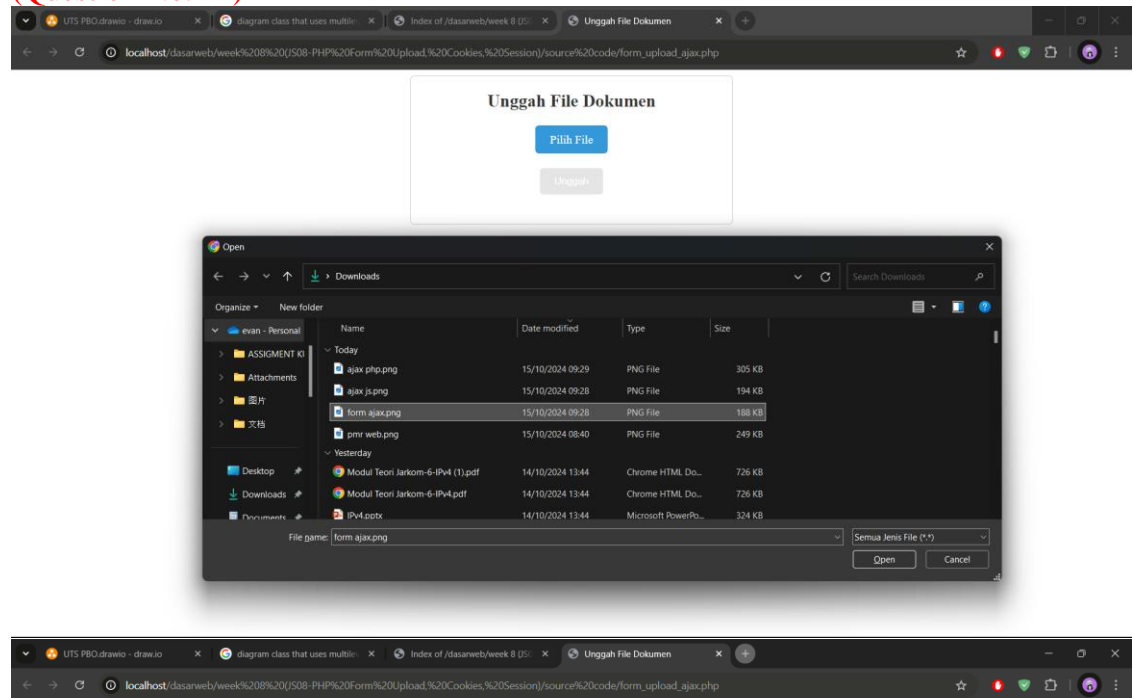 UTS PBO.drawio - draw.io
diagram class that uses multile
Index of /dasarweb/week 8 (JS0
Unggah File Dokumen
localhost/dasarweb/week%208%20(JS08-PHP%20Form%20Upload,%20Cookies,%20Session)/source%20code/form_upload_ajax.php
Unggah File Dokumen
Pilih File
Unggah
Open
Downloads
Search Downloads
Organize
New folder
evan - Personal
ASSIGMENT KI
Attachments
图片
文档
Desktop
Downloads
Documents
Name Date modified Type Size
Today
ajax php.png 15/10/2024 09:29 PNG File 305 KB
ajax js.png 15/10/2024 09:28 PNG File 194 KB
form ajax.png 15/10/2024 09:28 PNG File 188 KB
pmr web.png 15/10/2024 08:40 PNG File 249 KB
Yesterday
Modul Teori Jarkom-6-IPv4 (1).pdf 14/10/2024 13:44 Chrome HTML Do... 726 KB
Modul Teori Jarkom-6-IPv4.pdf 14/10/2024 13:44 Chrome HTML Do... 726 KB
IPv4.pptx 14/10/2024 13:44 Microsoft PowerPo... 324 KB
File name: form ajax.png
Semua Jenis File (*.*)
Open Cancel
UTS PBO.drawio - draw.io
diagram class that uses multile
Index of /dasarweb/week 8 (JS0
Unggah File Dokumen
localhost/dasarweb/week%208%20(JS08-PHP%20Form%20Upload,%20Cookies,%20Session)/source%20code/form_upload_ajax.php